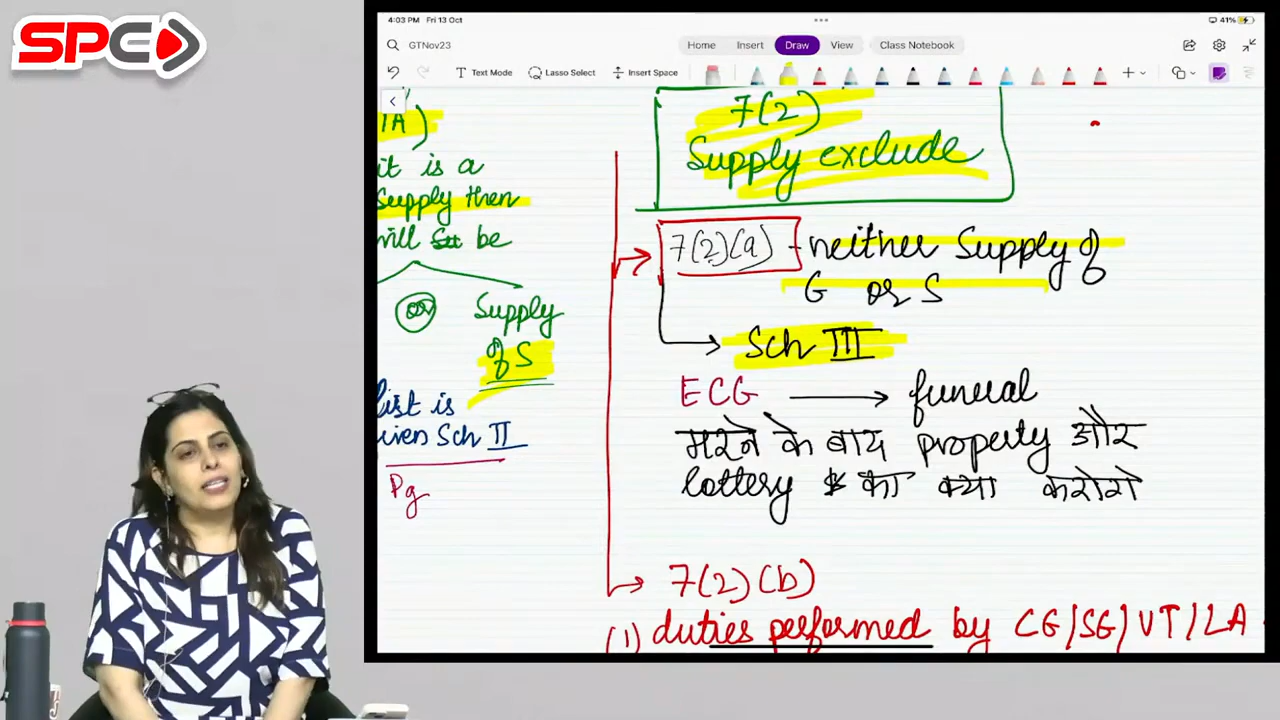 SPC
4:03 PM Fri 13 Oct
41%
GTNov23
Home Insert Draw View Class Notebook
Text Mode Lasso Select Insert Space
IA)
it is a
Supply then
will be
OR
Supply
of S
list is
given Sch II
Pg
7(2)
Supply exclude
7(2)(a) - neither Supply of
G or S
Sch III
ECG → funeral
मरने के बाय property और
lottery का क्या करोगे
7(2)(b)
(1) duties performed by CG/SG/UT/LA